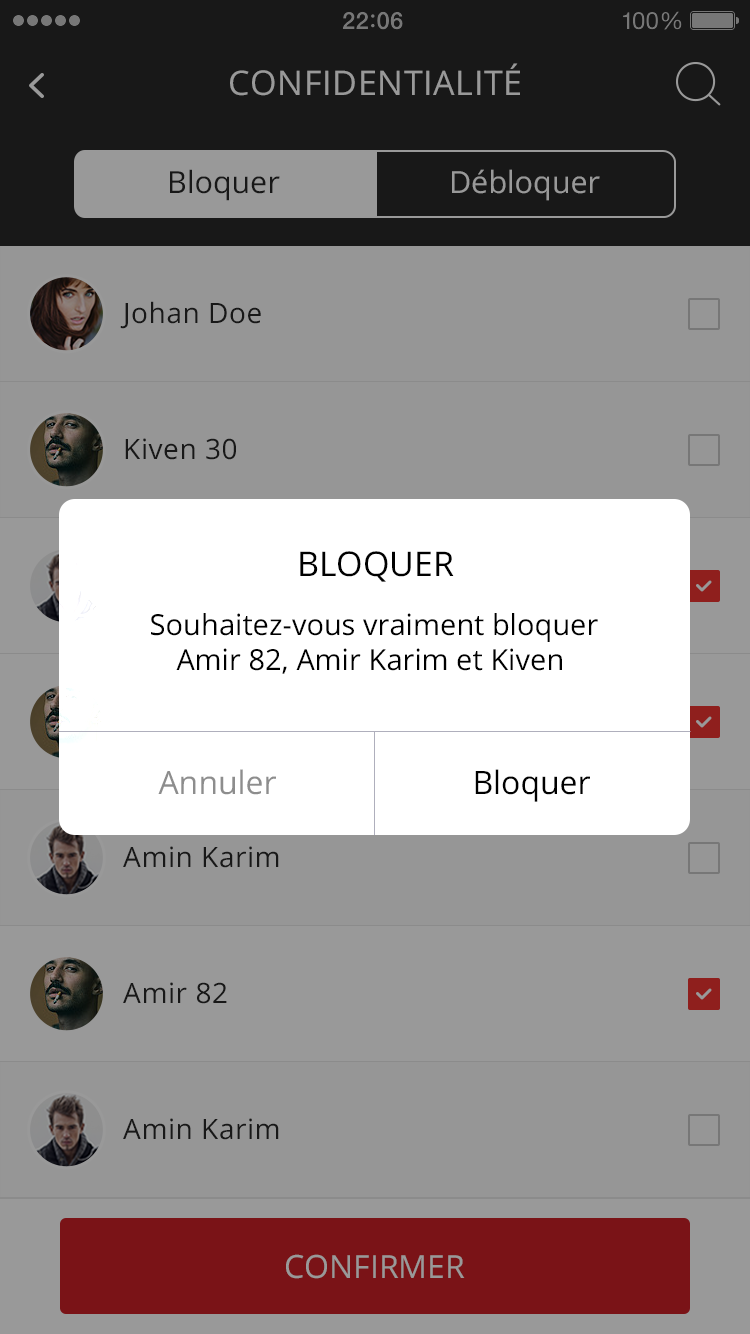 22:06
100%
CONFIDENTIALITÉ
Bloquer
Débloquer
Johan Doe
Kiven 30
BLOQUER
Souhaitez-vous vraiment bloquer
Amir 82, Amir Karim et Kiven
Annuler
Bloquer
Amin Karim
Amir 82
Amin Karim
CONFIRMER